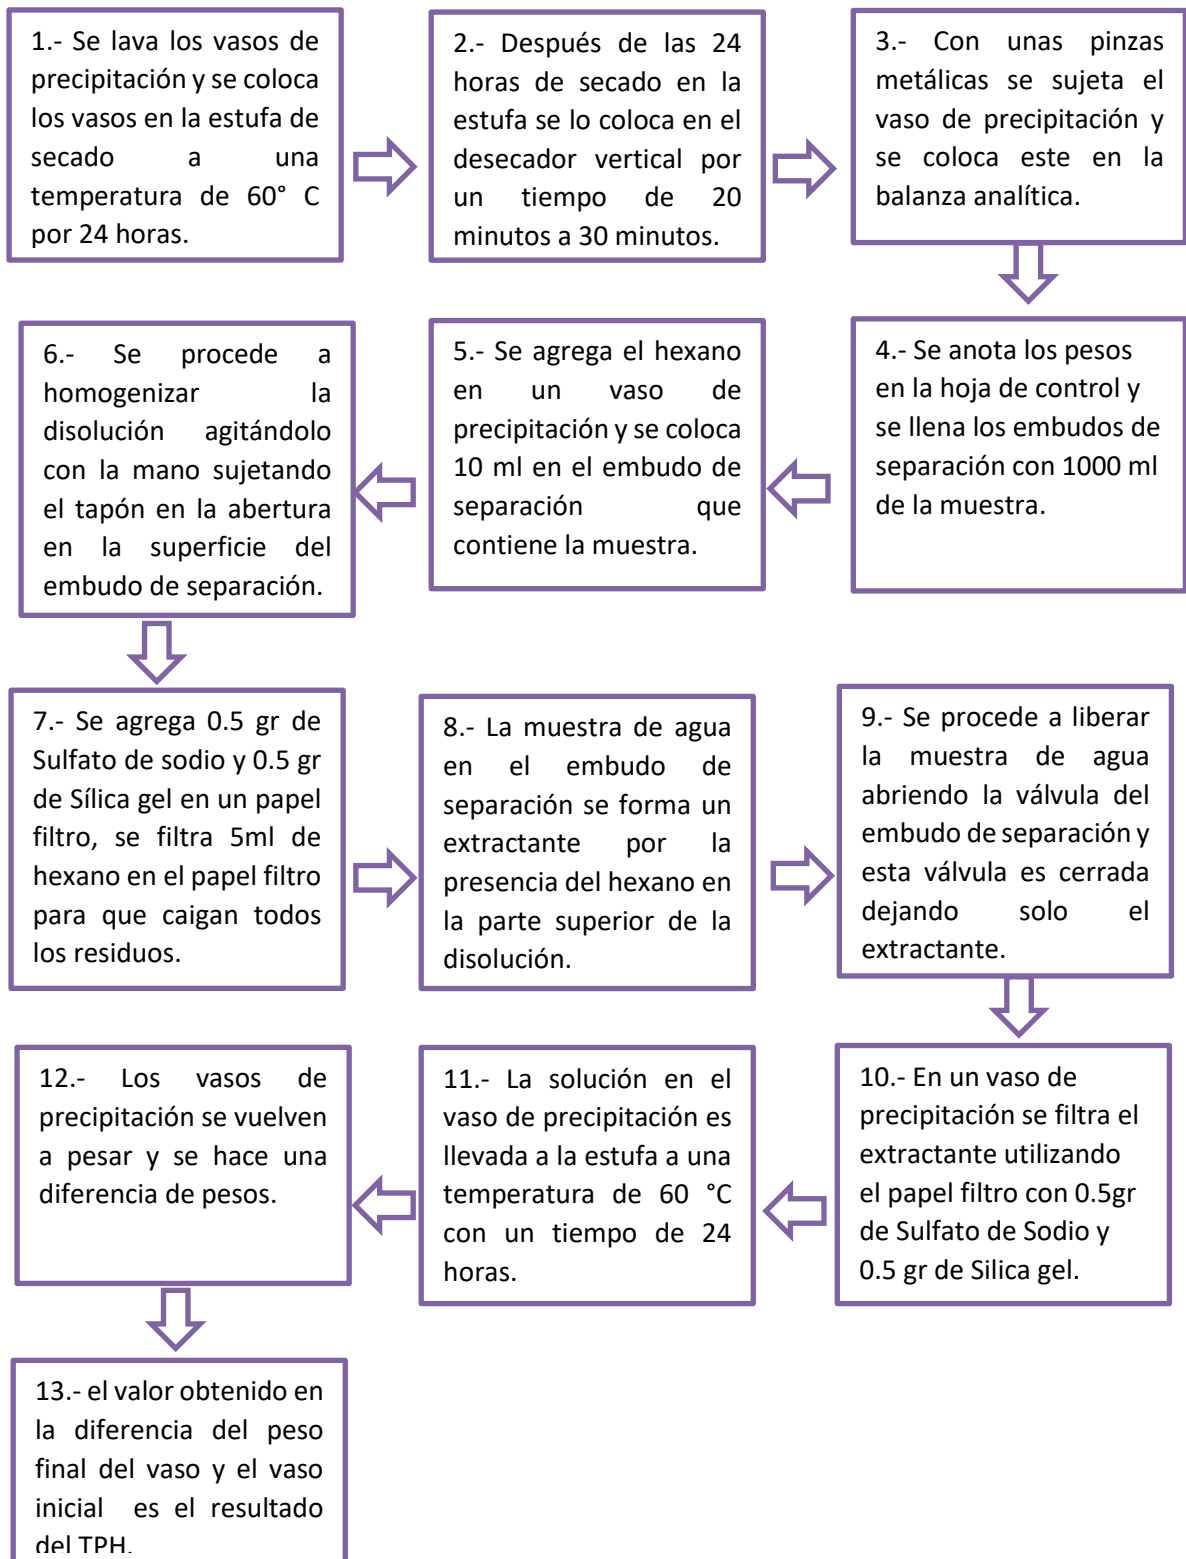 1.- Se lava los vasos de
precipitación y se coloca
los vasos en la estufa de
secado a una
temperatura de 60° C
por 24 horas.
2.- Después de las 24
horas de secado en la
estufa se lo coloca en el
desecador vertical por
un tiempo de 20
minutos a 30 minutos.
3.- Con unas pinzas
metálicas se sujeta el
vaso de precipitación y
se coloca este en la
balanza analítica.
4.- Se anota los pesos
en la hoja de control y
se llena los embudos de
separación con 1000 ml
de la muestra.
5.- Se agrega el hexano
en un vaso de
precipitación y se coloca
10 ml en el embudo de
separación que
contiene la muestra.
6.- Se procede a
homogenizar la
disolución agitándolo
con la mano sujetando
el tapón en la abertura
en la superficie del
embudo de separación.
7.- Se agrega 0.5 gr de
Sulfato de sodio y 0.5 gr
de Sílica gel en un papel
filtro, se filtra 5ml de
hexano en el papel filtro
para que caigan todos
los residuos.
8.- La muestra de agua
en el embudo de
separación se forma un
extractante por la
presencia del hexano en
la parte superior de la
disolución.
9.- Se procede a liberar
la muestra de agua
abriendo la válvula del
embudo de separación y
esta válvula es cerrada
dejando solo el
extractante.
10.- En un vaso de
precipitación se filtra el
extractante utilizando
el papel filtro con 0.5gr
de Sulfato de Sodio y
0.5 gr de Silica gel.
11.- La solución en el
vaso de precipitación es
llevada a la estufa a una
temperatura de 60 °C
con un tiempo de 24
horas.
12.- Los vasos de
precipitación se vuelven
a pesar y se hace una
diferencia de pesos.
13.- el valor obtenido en
la diferencia del peso
final del vaso y el vaso
inicial es el resultado
del TPH.